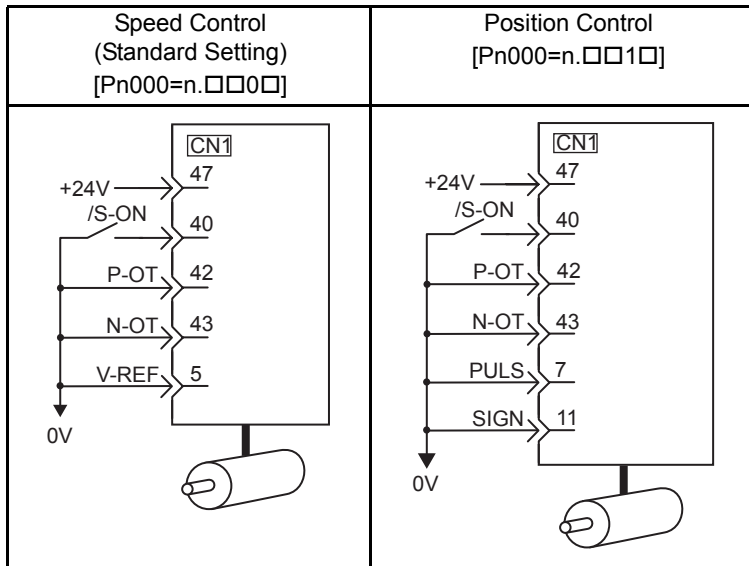 Speed Control
(Standard Setting)
[Pn000=n.□□0□]
Position Control
[Pn000=n.□□1□]
CN1
+24V
47
/S-ON
40
P-OT
42
N-OT
43
V-REF
5
0V
CN1
+24V
47
/S-ON
40
P-OT
42
N-OT
43
PULS
7
SIGN
11
0V